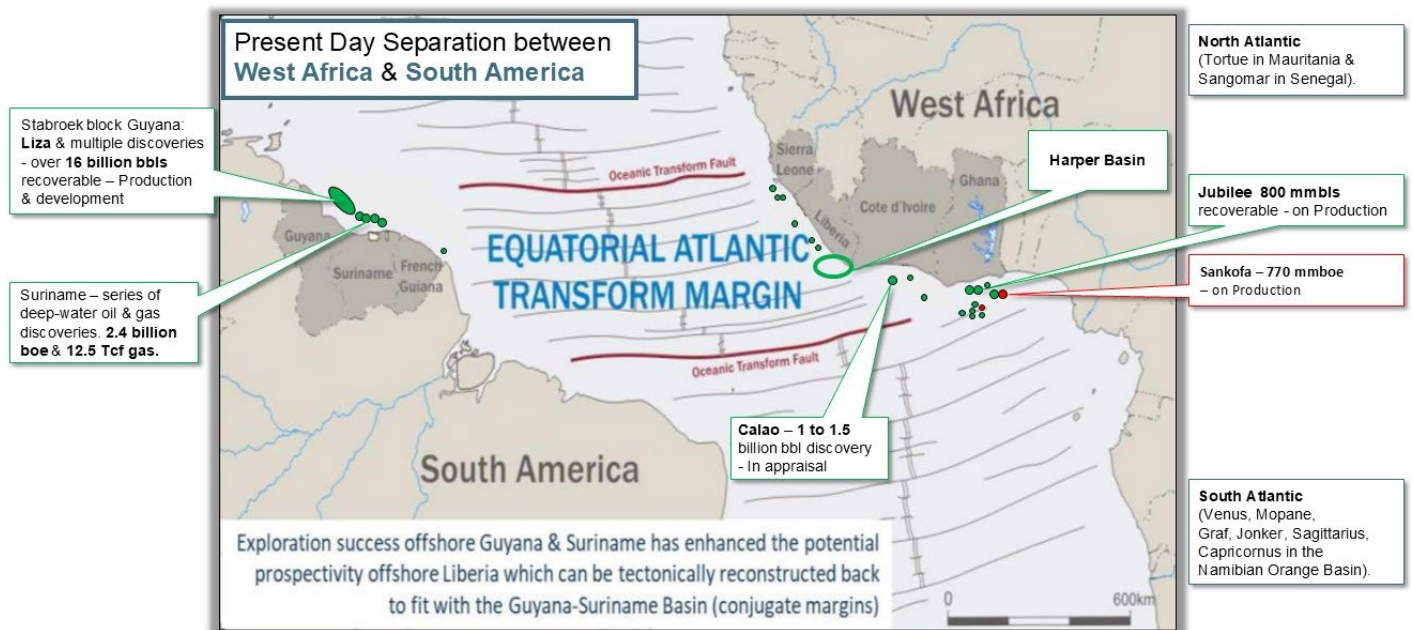 Present Day Separation between
West Africa & South America
North Atlantic
(Tortue in Mauritania &
Sangomar in Senegal).
West Africa
Stabroek block Guyana:
Liza & multiple discoveries
- over 16 billion bbls
recoverable – Production
& development
Oceanic Transform Fault
Sierra
Leone
Liberia
Cote d'Ivoire
Ghana
Harper Basin
Jubilee 800 mmbls
recoverable - on Production
Guyana
Suriname
French
Guiana
EQUATORIAL ATLANTIC
TRANSFORM MARGIN
Sankofa – 770 mmboe
– on Production
Suriname – series of
deep-water oil & gas
discoveries. 2.4 billion
boe & 12.5 Tcf gas.
Oceanic Transform Fault
Calao – 1 to 1.5
billion bbl discovery
- In appraisal
South America
South Atlantic
(Venus, Mopane,
Graf, Jonker, Sagittarius,
Capricornus in the
Namibian Orange Basin).
Exploration success offshore Guyana & Suriname has enhanced the potential
prospectivity offshore Liberia which can be tectonically reconstructed back
to fit with the Guyana-Suriname Basin (conjugate margins)
0 600km